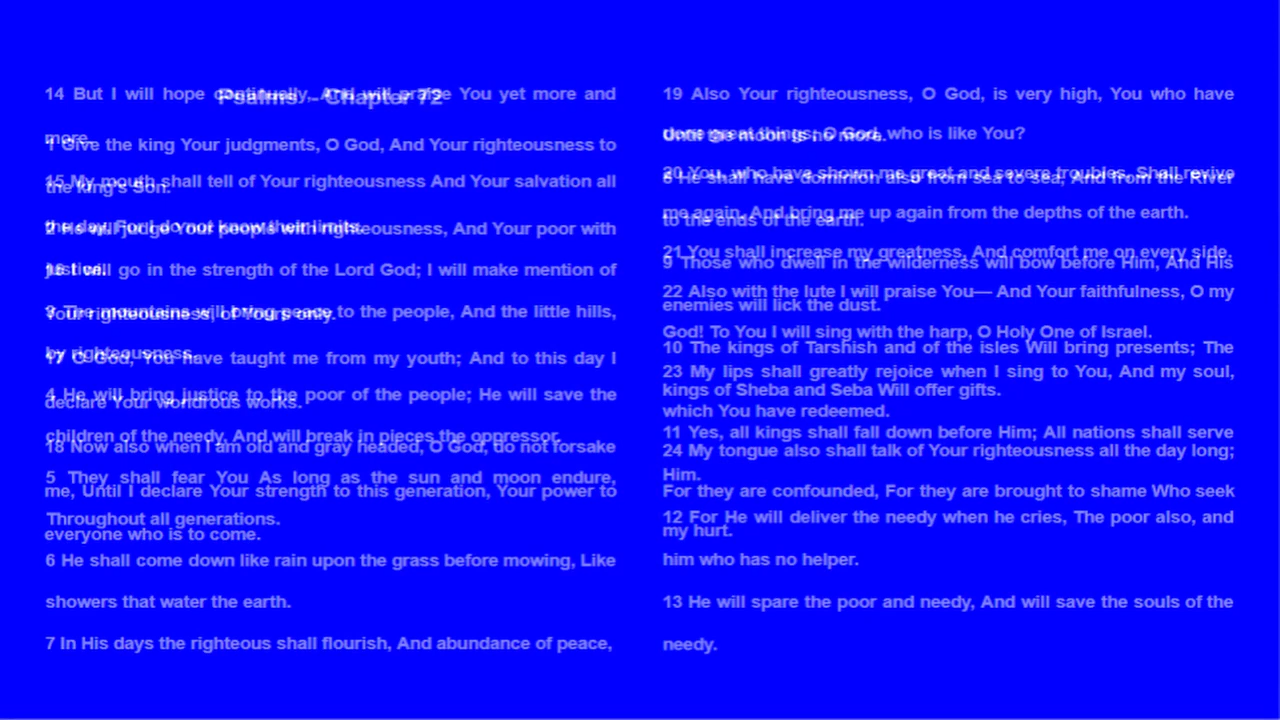 14 But I will hope continually, And will praise You yet more and
more.
15 My mouth shall tell of Your righteousness And Your salvation all
the day, For I do not know their limits.
16 I will go in the strength of the Lord God; I will make mention of
Your righteousness, of Yours only.
17 O God, You have taught me from my youth; And to this day I
declare Your wondrous works.
18 Now also when I am old and gray headed, O God, do not forsake
me, Until I declare Your strength to this generation, Your power to
everyone who is to come.
19 Also Your righteousness, O God, is very high, You who have
done great things; O God, who is like You?
20 You, who have shown me great and severe troubles, Shall revive
me again, And bring me up again from the depths of the earth.
21 You shall increase my greatness, And comfort me on every side.
22 Also with the lute I will praise You— And Your faithfulness, O my
God! To You I will sing with the harp, O Holy One of Israel.
23 My lips shall greatly rejoice when I sing to You, And my soul,
which You have redeemed.
24 My tongue also shall talk of Your righteousness all the day long;
For they are confounded, For they are brought to shame Who seek
my hurt.
Psalms - Chapter 72
1 Give the king Your judgments, O God, And Your righteousness to
the king's Son.
2 He will judge Your people with righteousness, And Your poor with
justice.
3 The mountains will bring peace to the people, And the little hills,
by righteousness.
4 He will bring justice to the poor of the people; He will save the
children of the needy, And will break in pieces the oppressor.
5 They shall fear You As long as the sun and moon endure,
Throughout all generations.
6 He shall come down like rain upon the grass before mowing, Like
showers that water the earth.
7 In His days the righteous shall flourish, And abundance of peace,
Until the moon is no more.
8 He shall have dominion also from sea to sea, And from the River
to the ends of the earth.
9 Those who dwell in the wilderness will bow before Him, And His
enemies will lick the dust.
10 The kings of Tarshish and of the isles Will bring presents; The
kings of Sheba and Seba Will offer gifts.
11 Yes, all kings shall fall down before Him; All nations shall serve
Him.
12 For He will deliver the needy when he cries, The poor also, and
him who has no helper.
13 He will spare the poor and needy, And will save the souls of the
needy.